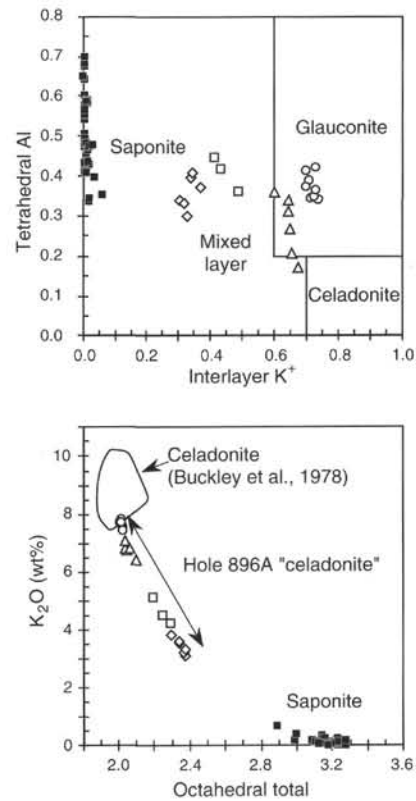 0.8
0.7
0.6
0.5
0.4
0.3
0.2
0.1
0.0
Tetrahedral Al
Saponite
Glauconite
Mixed
layer
Celadonite
0.0 0.2 0.4 0.6 0.8 1.0
Interlayer K⁺
10
8
6
4
2
0
K₂O (wt%)
Celadonite
(Buckley et al., 1978)
Hole 896A "celadonite"
Saponite
2.0 2.4 2.8 3.2 3.6
Octahedral total